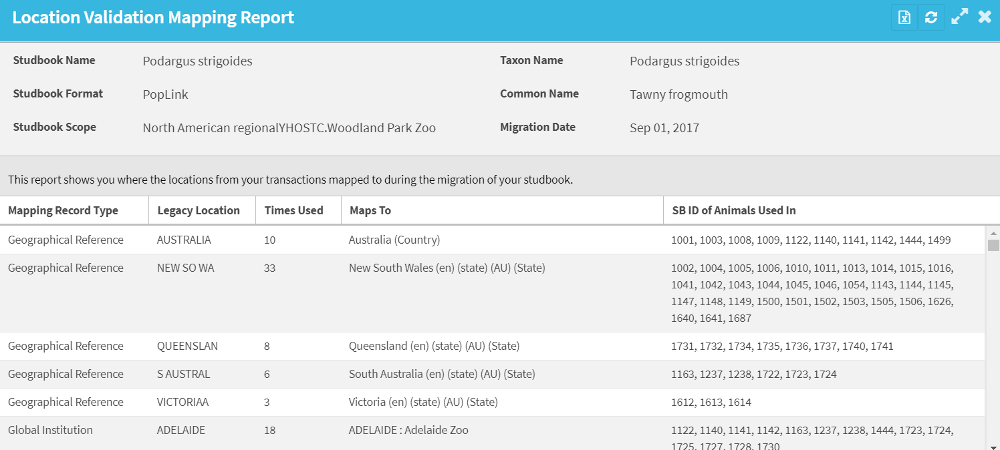 Location Validation Mapping Report
Studbook Name Podargus strigoides Taxon Name Podargus strigoides
Studbook Format PopLink Common Name Tawny frogmouth
Studbook Scope North American regionalYHOSTC.Woodland Park Zoo Migration Date Sep 01, 2017
This report shows you where the locations from your transactions mapped to during the migration of your studbook.
Mapping Record Type Legacy Location Times Used Maps To SB ID of Animals Used In
Geographical Reference AUSTRALIA 10 Australia (Country) 1001, 1003, 1008, 1009, 1122, 1140, 1141, 1142, 1444, 1499
Geographical Reference NEW SO WA 33 New South Wales (en) (state) (AU) (State) 1002, 1004, 1005, 1006, 1010, 1011, 1013, 1014, 1015, 1016,
1041, 1042, 1043, 1044, 1045, 1046, 1054, 1143, 1144, 1145,
1147, 1148, 1149, 1500, 1501, 1502, 1503, 1505, 1506, 1626,
1640, 1641, 1687
Geographical Reference QUEENSLAN 8 Queensland (en) (state) (AU) (State) 1731, 1732, 1734, 1735, 1736, 1737, 1740, 1741
Geographical Reference S AUSTRAL 6 South Australia (en) (state) (AU) (State) 1163, 1237, 1238, 1722, 1723, 1724
Geographical Reference VICTORIAA 3 Victoria (en) (state) (AU) (State) 1612, 1613, 1614
Global Institution ADELAIDE 18 ADELAIDE : Adelaide Zoo 1122, 1140, 1141, 1142, 1163, 1237, 1238, 1444, 1723, 1724,
1725, 1727, 1728, 1730